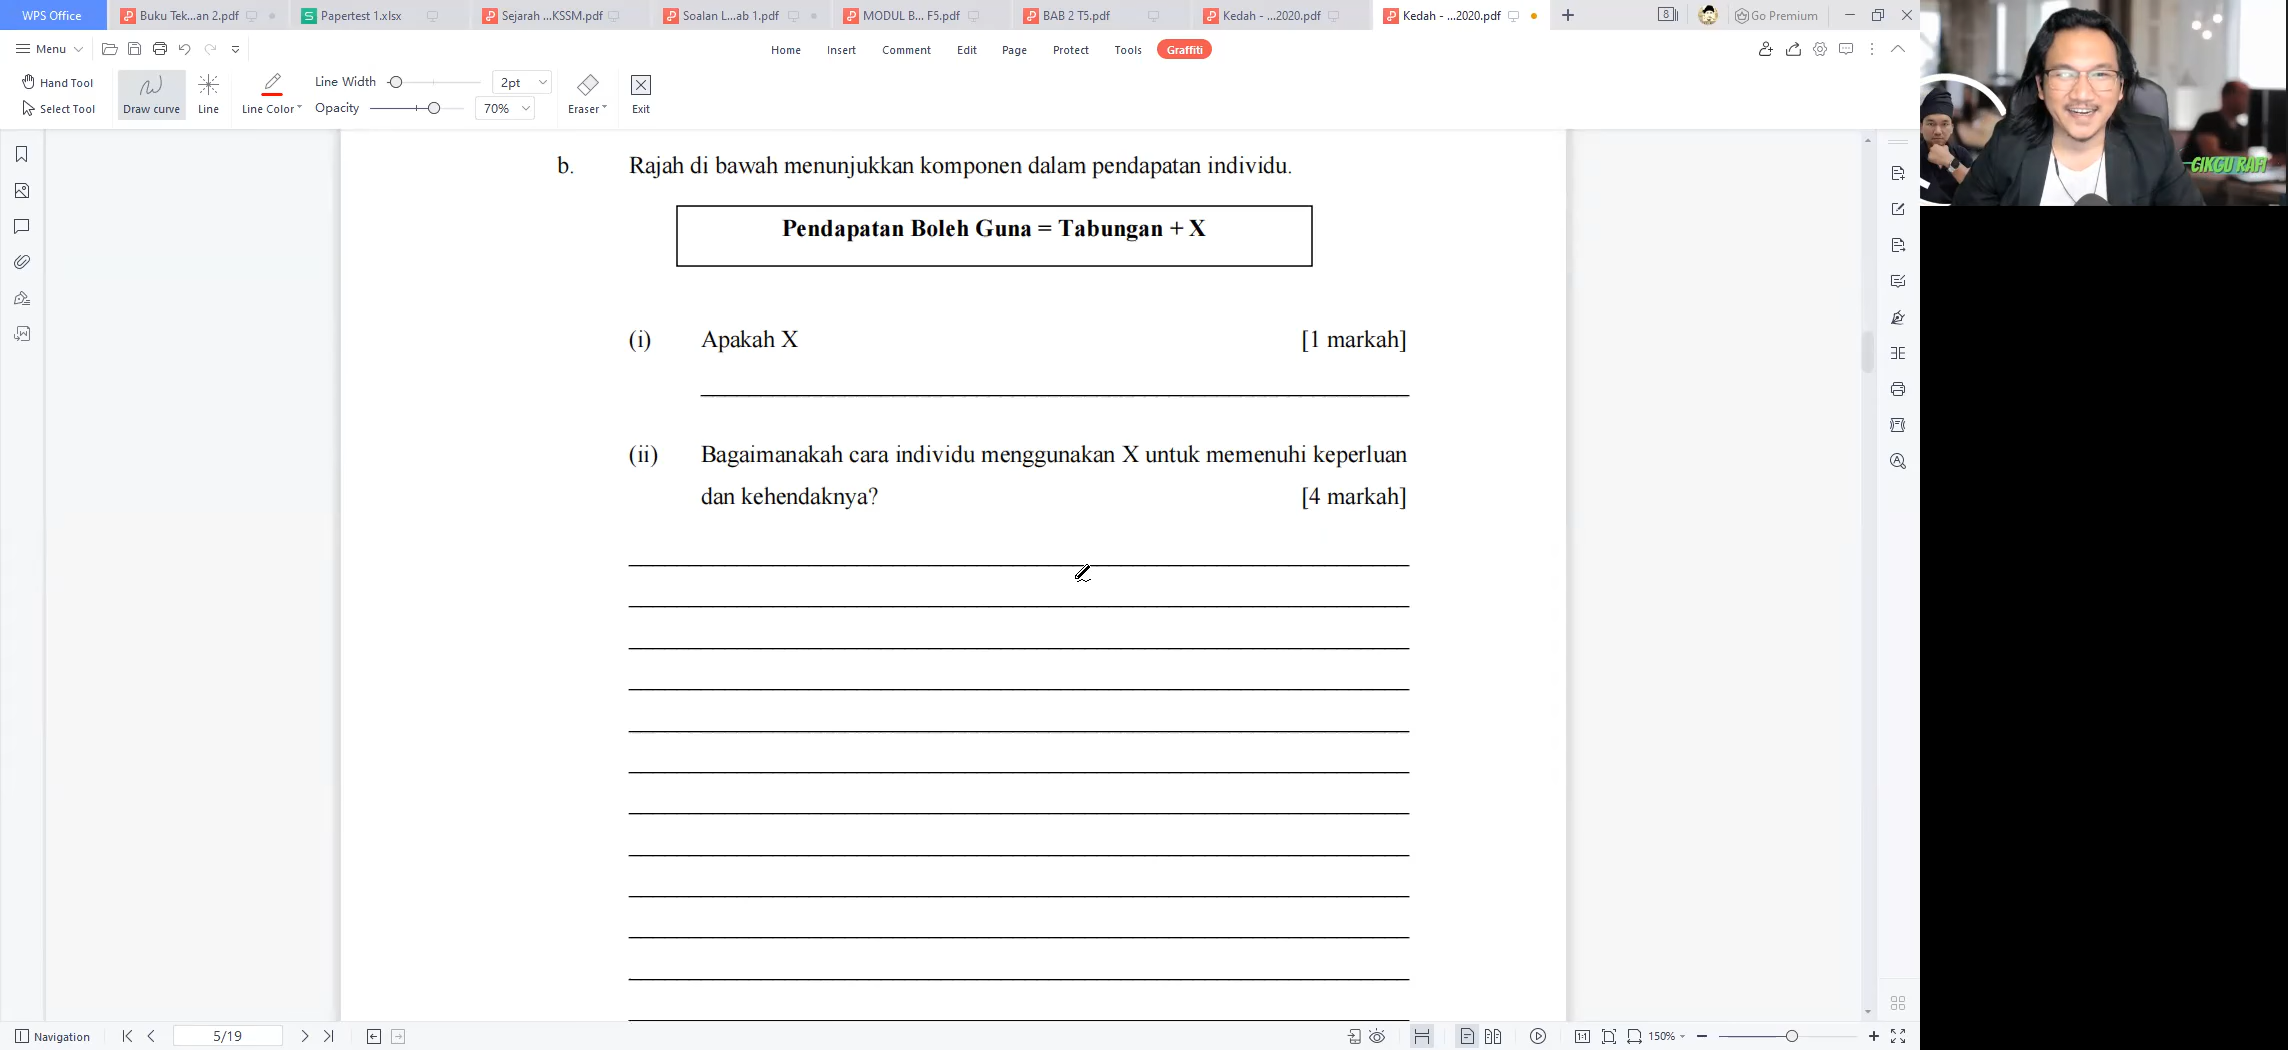 WPS Office
Buku Tek...an 2.pdf
Papertest 1.xlsx
Sejarah ...KSSM.pdf
Soalan L...ab 1.pdf
MODUL B... F5.pdf
BAB 2 T5.pdf
Kedah - ...2020.pdf
Kedah - ...2020.pdf
8
Go Premium
Menu
Home
Insert
Comment
Edit
Page
Protect
Tools
Graffiti
Hand Tool
Select Tool
Draw curve
Line
Line Color
Line Width
2pt
Opacity
70%
Eraser
Exit
CIKGU RAFI
b. Rajah di bawah menunjukkan komponen dalam pendapatan individu.
Pendapatan Boleh Guna = Tabungan + X
(i) Apakah X [1 markah]
(ii) Bagaimanakah cara individu menggunakan X untuk memenuhi keperluan
dan kehendaknya? [4 markah]
Navigation
5/19
1:1
150%